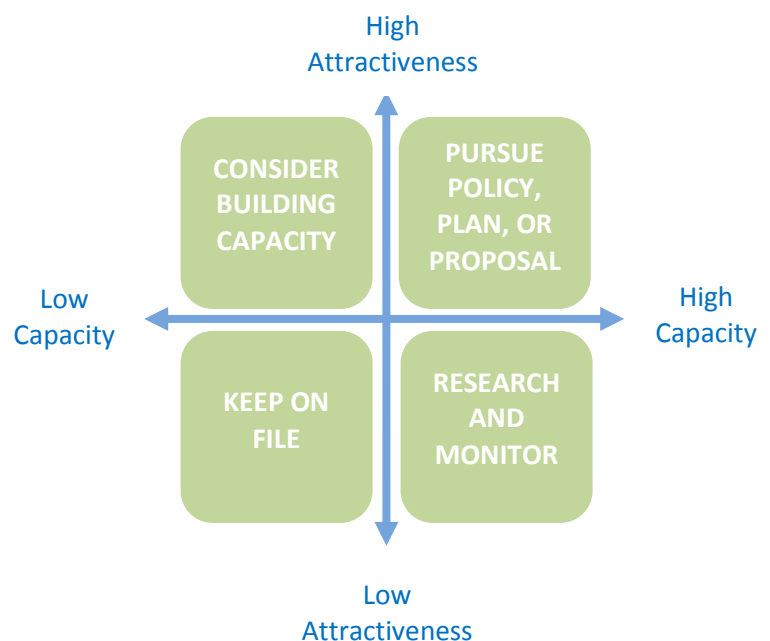 High
Attractiveness
CONSIDER
BUILDING
CAPACITY
PURSUE
POLICY,
PLAN, OR
PROPOSAL
Low
Capacity
High
Capacity
KEEP ON
FILE
RESEARCH
AND
MONITOR
Low
Attractiveness